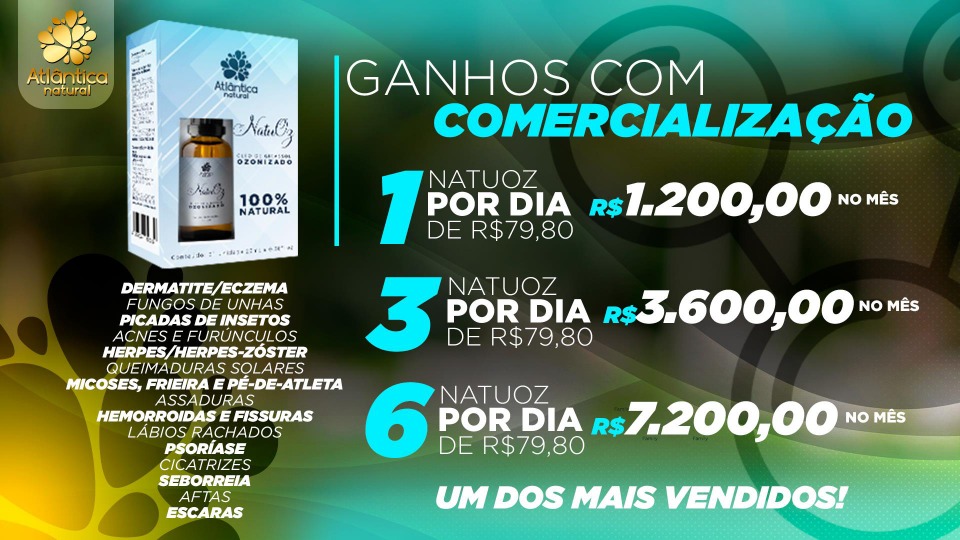 Atlântica
natural
Atlântica
natural
NatuOz
ÓLEO DE GIRASSOL
OZONIZADO
100%
NATURAL
NatuOz
GANHOS COM
COMERCIALIZAÇÃO
1 NATUOZ
POR DIA
DE R$79,80
R$1.200,00 NO MÊS
3 NATUOZ
POR DIA
DE R$79,80
R$3.600,00 NO MÊS
6 NATUOZ
POR DIA
DE R$79,80
R$7.200,00 NO MÊS
UM DOS MAIS VENDIDOS!
DERMATITE/ECZEMA
FUNGOS DE UNHAS
PICADAS DE INSETOS
ACNES E FURÚNCULOS
HERPES/HERPES-ZÓSTER
QUEIMADURAS SOLARES
MICOSES, FRIEIRA E PÉ-DE-ATLETA
ASSADURAS
HEMORROIDAS E FISSURAS
LÁBIOS RACHADOS
PSORÍASE
CICATRIZES
SEBORREIA
AFTAS
ESCARAS